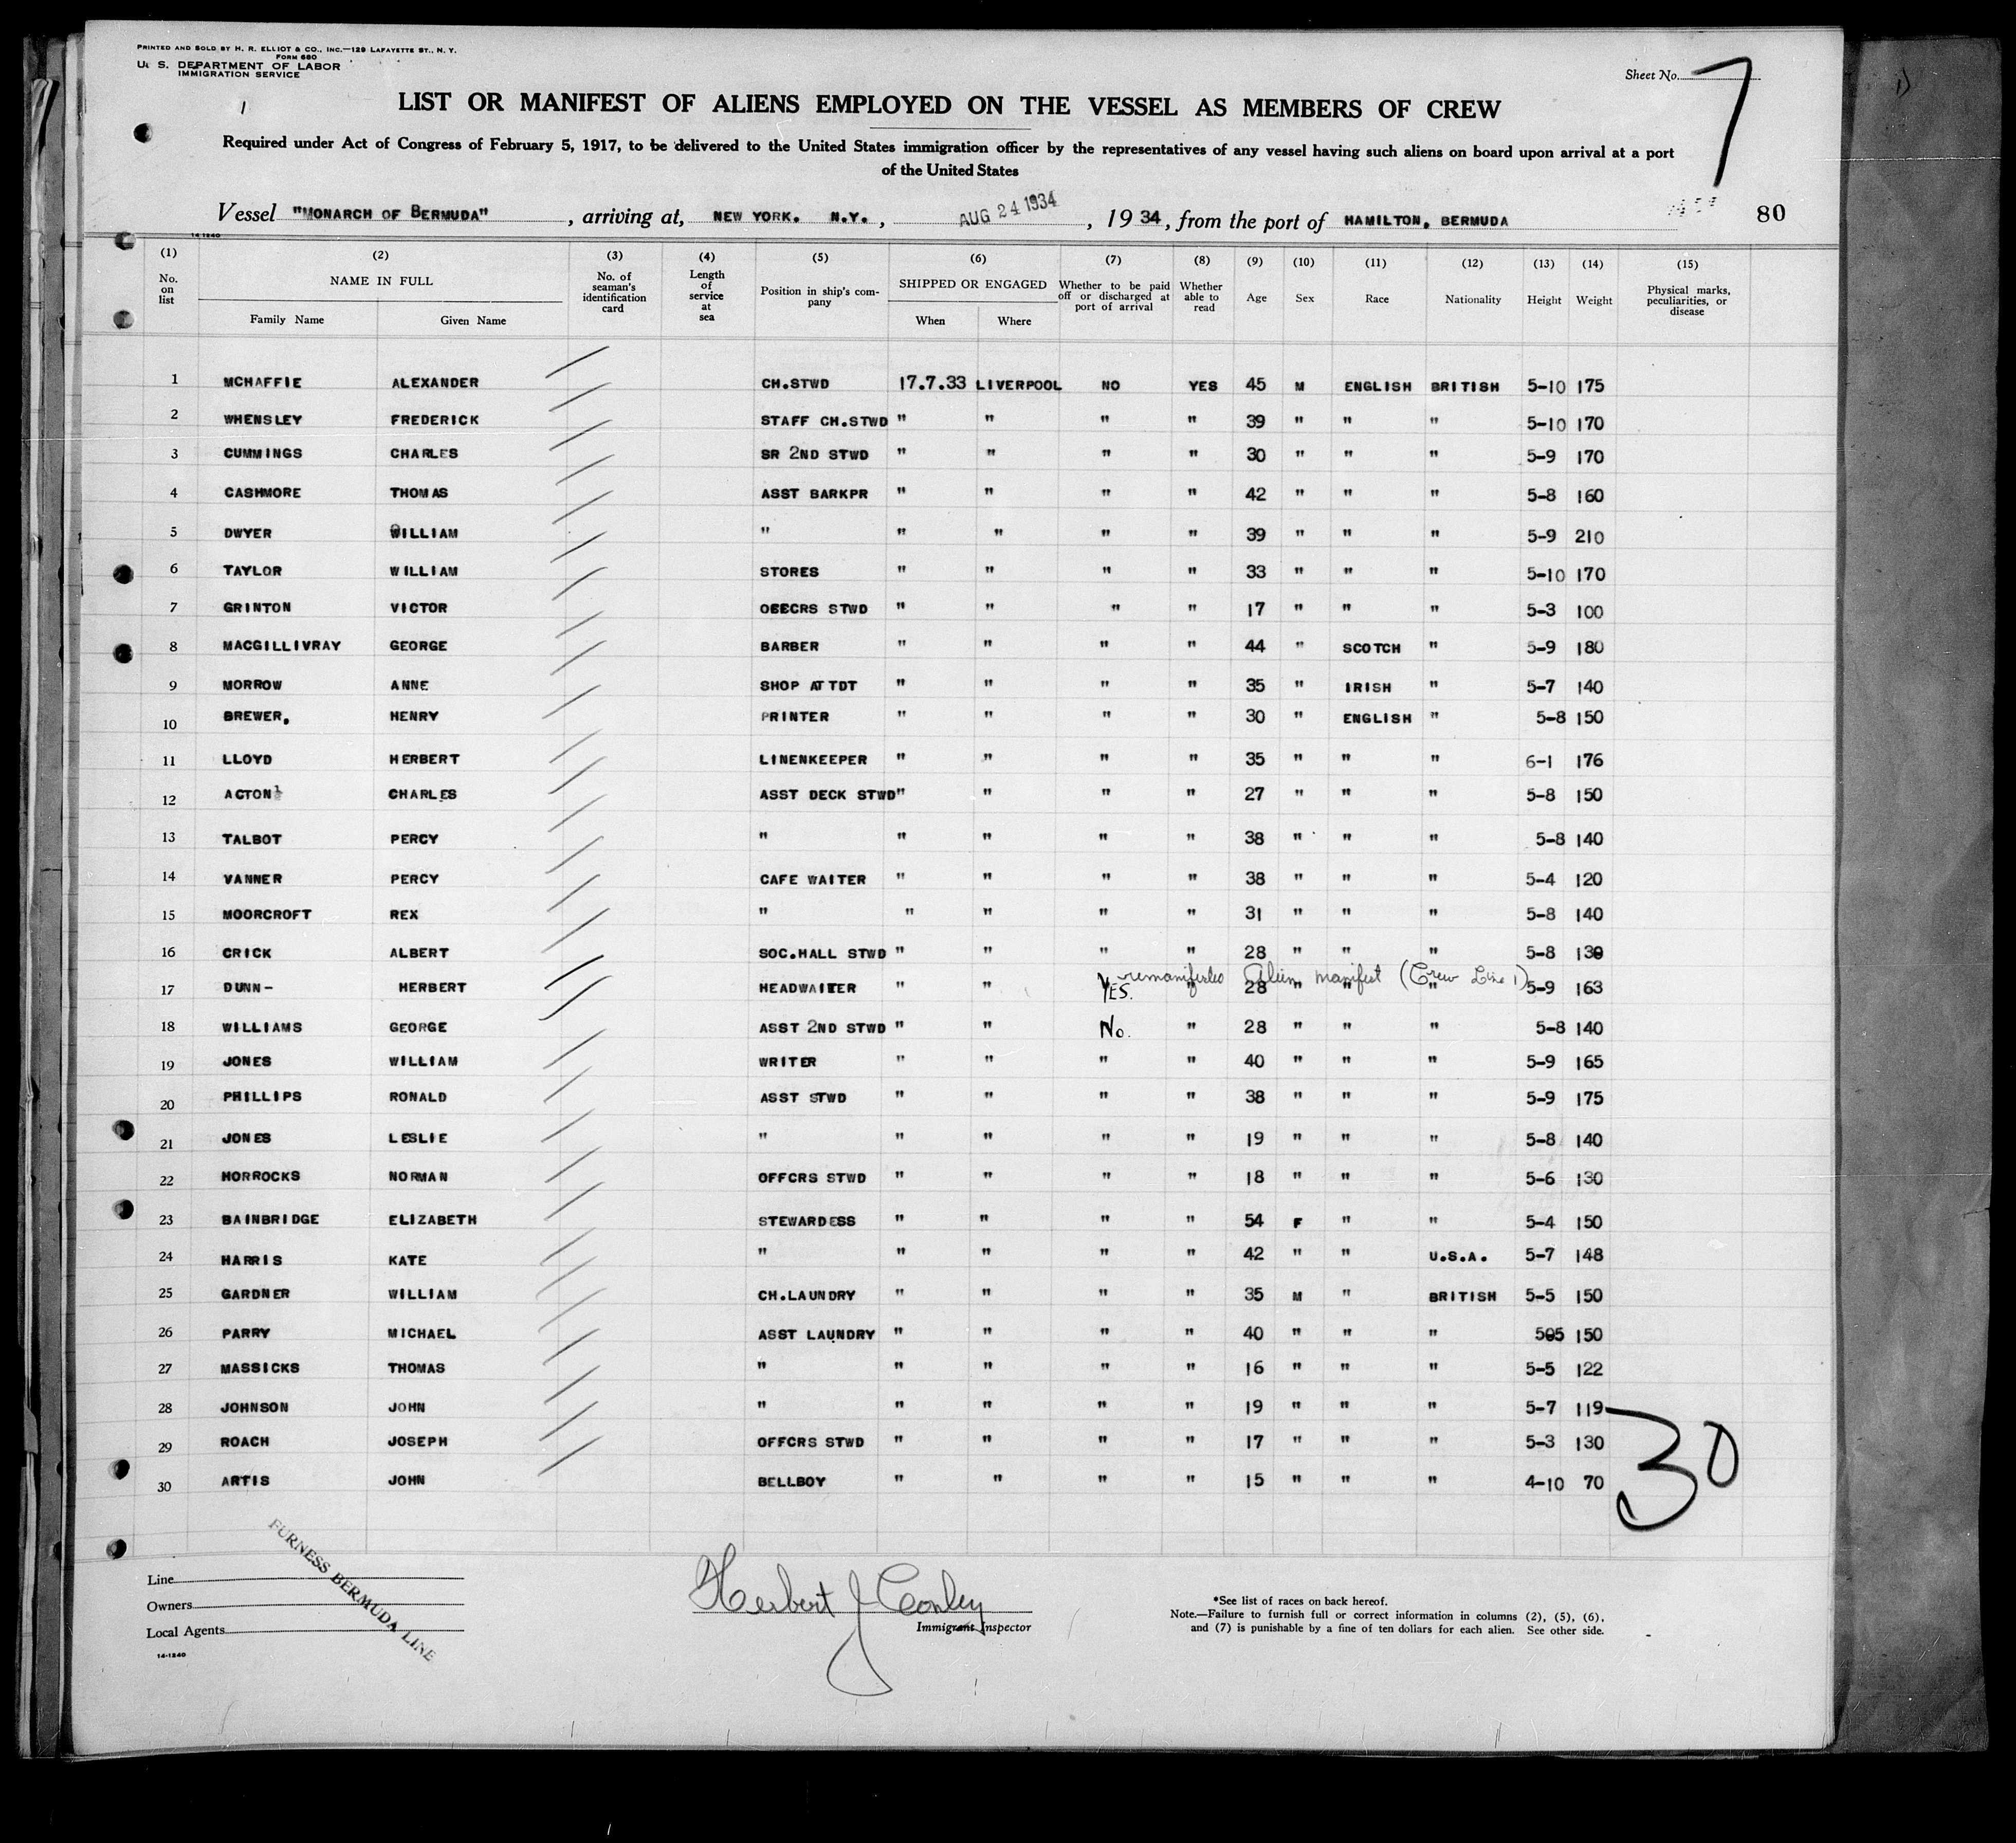 PRINTED AND SOLD BY H. R. ELLIOT & CO., INC.—129 LAFAYETTE ST., N. Y.
FORM 680
U. S. DEPARTMENT OF LABOR
IMMIGRATION SERVICE
Sheet No. 7
1
LIST OR MANIFEST OF ALIENS EMPLOYED ON THE VESSEL AS MEMBERS OF CREW
Required under Act of Congress of February 5, 1917, to be delivered to the United States immigration officer by the representatives of any vessel having such aliens on board upon arrival at a port
of the United States
Vessel "MONARCH OF BERMUDA", arriving at, NEW YORK. N.Y., AUG 24 1934, 1934, from the port of HAMILTON, BERMUDA 80
14-1240
(1) (2) (3) (4) (5) (6) (7) (8) (9) (10) (11) (12) (13) (14) (15)
No. on list NAME IN FULL Family Name Given Name No. of seaman's identification card Length of service at sea Position in ship's company SHIPPED OR ENGAGED When Where Whether to be paid off or discharged at port of arrival Whether able to read Age Sex Race Nationality Height Weight Physical marks, peculiarities, or disease
1 MCHAFFIE ALEXANDER CH.STWD 17.7.33 LIVERPOOL NO YES 45 M ENGLISH BRITISH 5-10 175
2 WHENSLEY FREDERICK STAFF CH.STWD " " " " 39 " " " 5-10 170
3 CUMMINGS CHARLES SR 2ND STWD " " " " 30 " " " 5-9 170
4 CASHMORE THOMAS ASST BARKPR " " " " 42 " " " 5-8 160
5 DWYER WILLIAM " " " " " 39 " " " 5-9 210
6 TAYLOR WILLIAM STORES " " " " 33 " " " 5-10 170
7 GRINTON VICTOR OFFCRS STWD " " " " 17 " " " 5-3 100
8 MACGILLIVRAY GEORGE BARBER " " " " 44 " SCOTCH " 5-9 180
9 MORROW ANNE SHOP ATTDT " " " " 35 " IRISH " 5-7 140
10 BREWER, HENRY PRINTER " " " " 30 " ENGLISH " 5-8 150
11 LLOYD HERBERT LINENKEEPER " " " " 35 " " " 6-1 176
12 ACTON CHARLES ASST DECK STWD " " " " 27 " " " 5-8 150
13 TALBOT PERCY " " " " " 38 " " " 5-8 140
14 VANNER PERCY CAFE WAITER " " " " 38 " " " 5-4 120
15 MOORCROFT REX " " " " " 31 " " " 5-8 140
16 CRICK ALBERT SOC.HALL STWD " " " " 28 " " " 5-8 130
remanifested Alien manifest (Crew Line 1)
17 DUNN- HERBERT HEADWAITER " " YES. " 28 " " " 5-9 163
18 WILLIAMS GEORGE ASST 2ND STWD " " No. " 28 " " " 5-8 140
19 JONES WILLIAM WRITER " " " " 40 " " " 5-9 165
20 PHILLIPS RONALD ASST STWD " " " " 38 " " " 5-9 175
21 JONES LESLIE " " " " " 19 " " " 5-8 140
22 HORROCKS NORMAN OFFCRS STWD " " " " 18 " " " 5-6 130
23 BAINBRIDGE ELIZABETH STEWARDESS " " " " 54 F " " 5-4 150
24 HARRIS KATE " " " " " 42 " " U.S.A. 5-7 148
25 GARDNER WILLIAM CH.LAUNDRY " " " " 35 M " BRITISH 5-5 150
26 PARRY MICHAEL ASST LAUNDRY " " " " 40 " " " 505 150
27 MASSICKS THOMAS " " " " " 16 " " " 5-5 122
28 JOHNSON JOHN " " " " " 19 " " " 5-7 119
29 ROACH JOSEPH OFFCRS STWD " " " " 17 " " " 5-3 130
30 ARTIS JOHN BELLBOY " " " " 15 " " " 4-10 70
30
Line
Owners
Local Agents
FURNESS BERMUDA LINE
14-1240
Herbert J Conley
Immigrant Inspector
*See list of races on back hereof.
Note.—Failure to furnish full or correct information in columns (2), (5), (6),
and (7) is punishable by a fine of ten dollars for each alien. See other side.